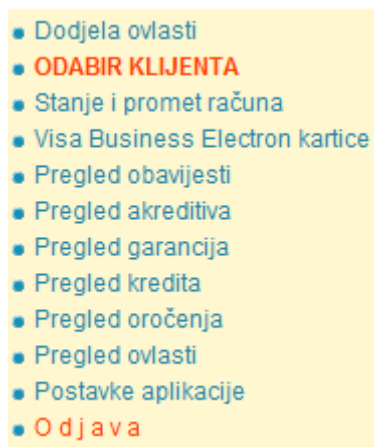 Dodjela ovlasti
ODABIR KLIJENTA
Stanje i promet računa
Visa Business Electron kartice
Pregled obavijesti
Pregled akreditiva
Pregled garancija
Pregled kredita
Pregled oročenja
Pregled ovlasti
Postavke aplikacije
O d j a v a